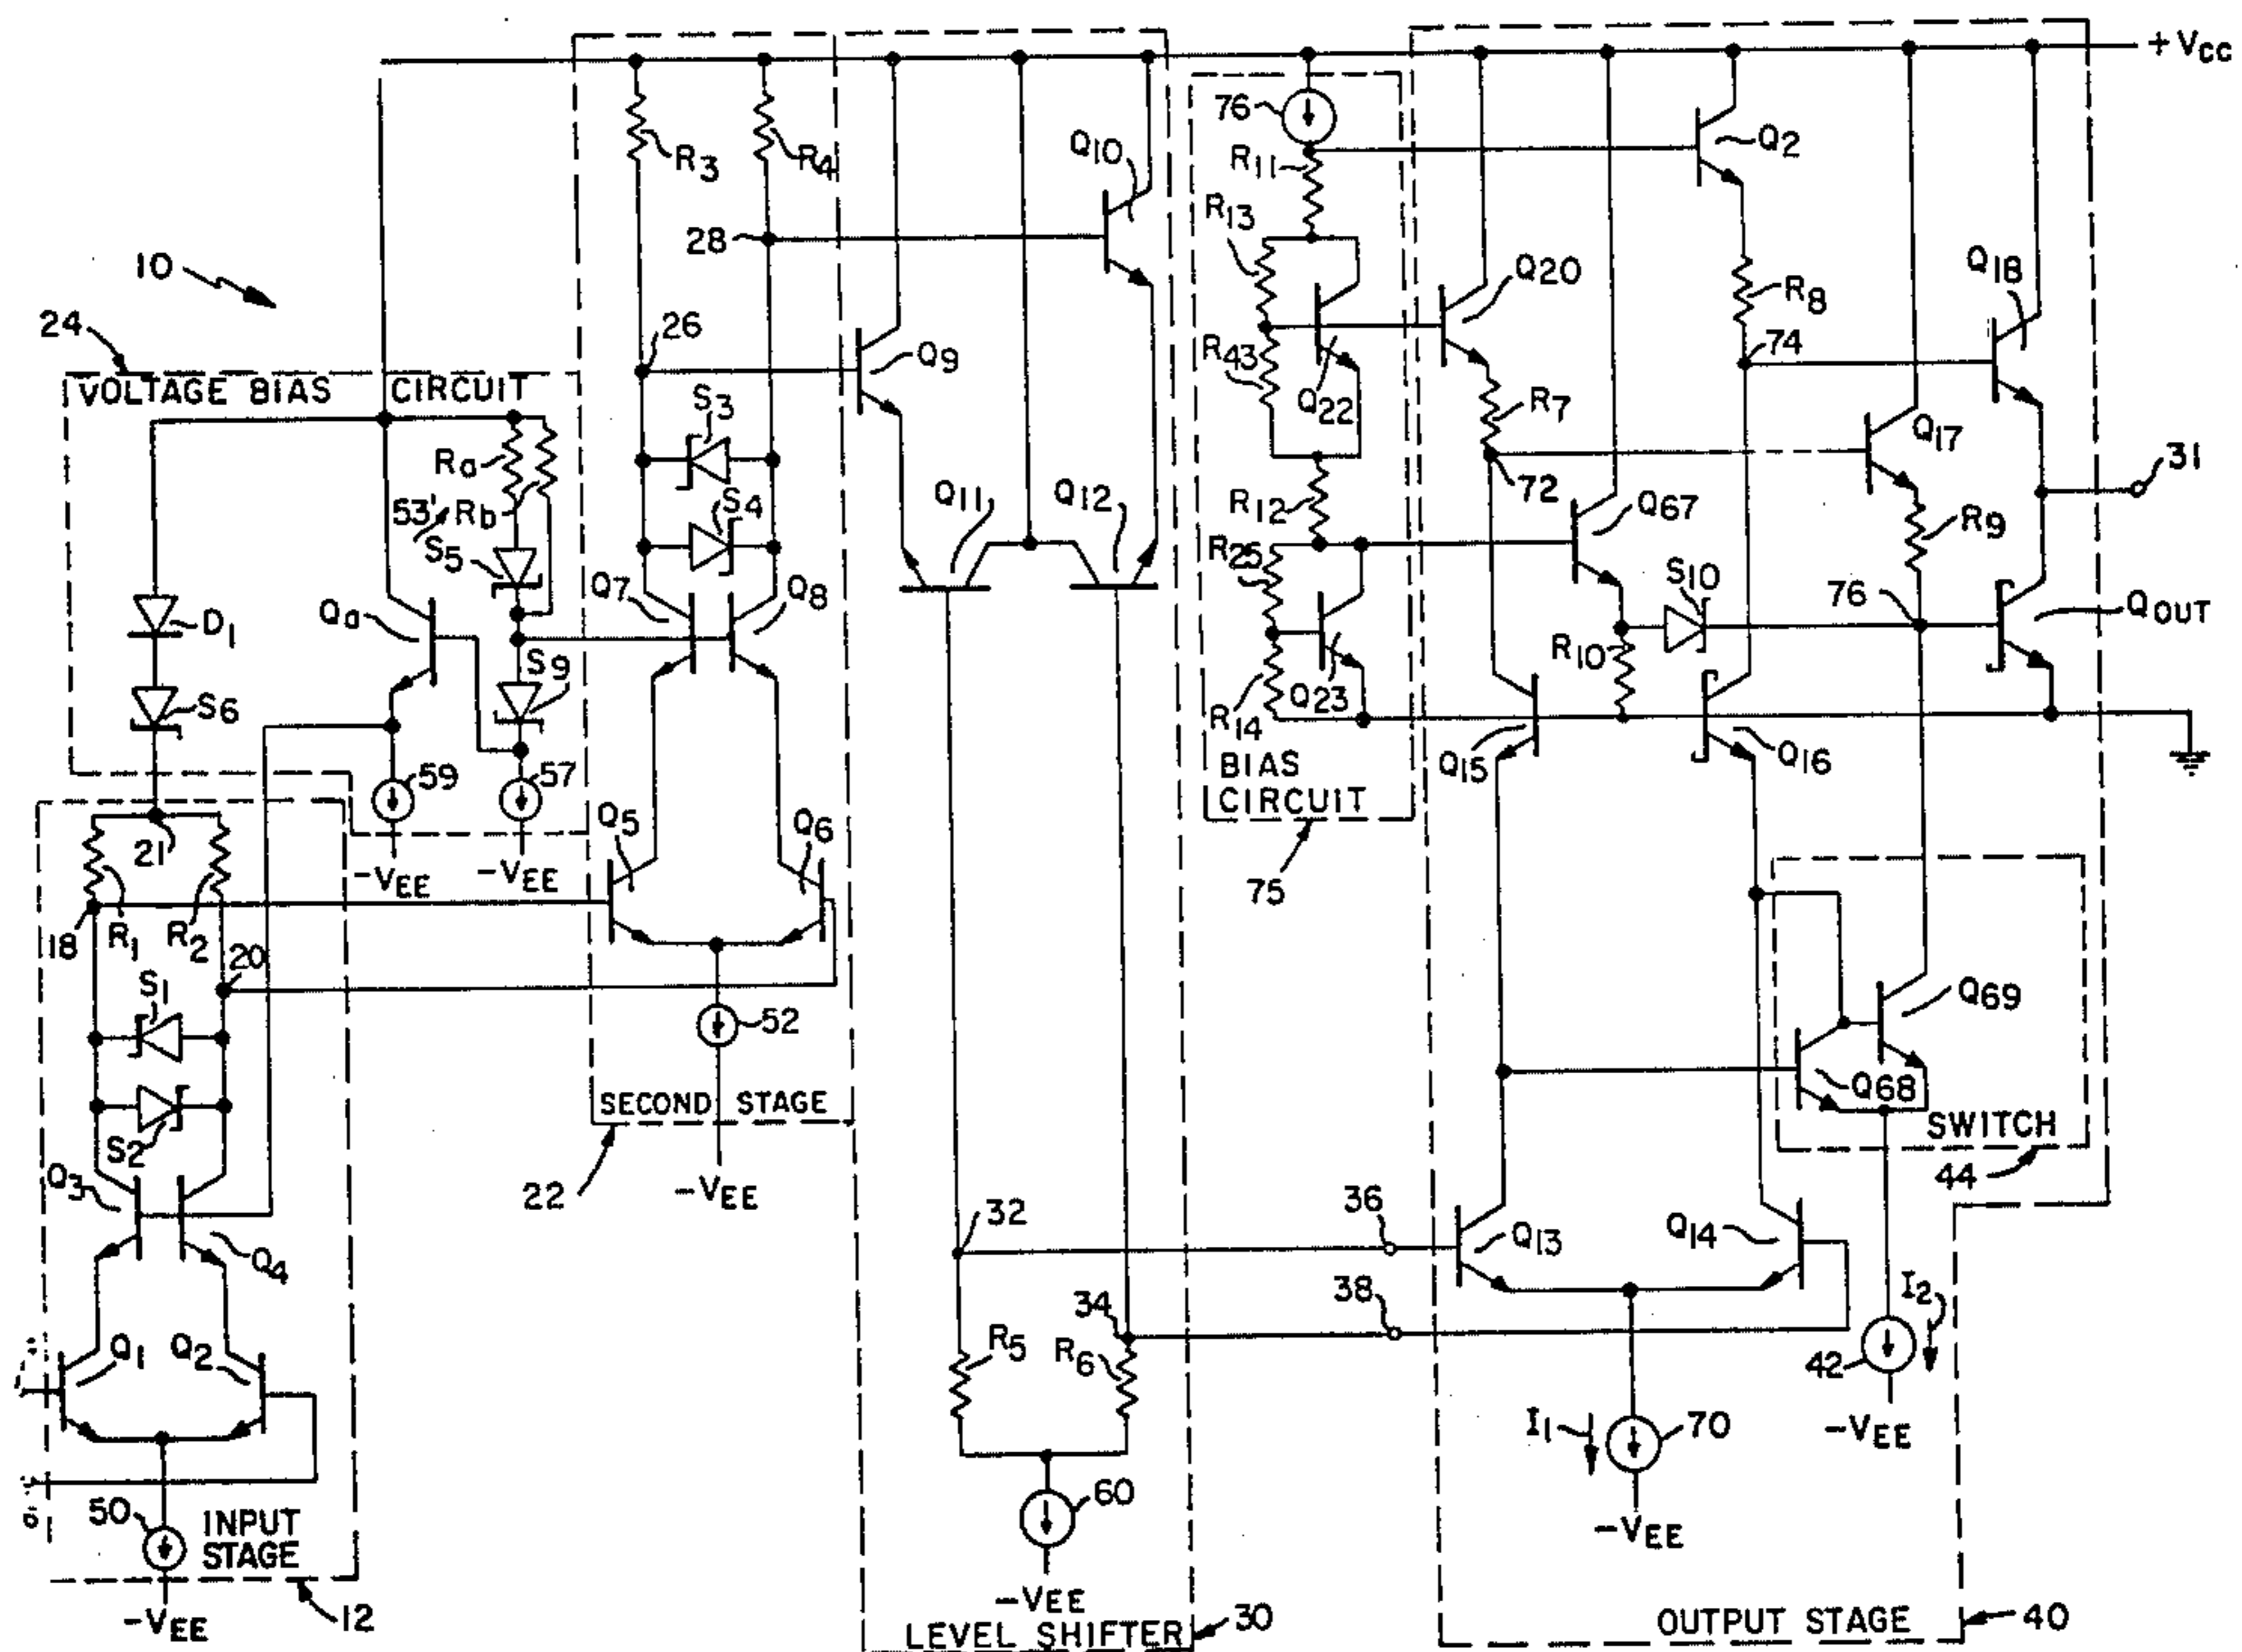 +VCC
76
R11
Q2
R3
R4
Q10
R13
28
10
Q20
R8
Q18
24
26
Q9
R43
Q22
74
VOLTAGE BIAS CIRCUIT
S3
R7
Q17
Ra
53'
Rb
S4
Q11
Q12
R12
72
Q67
31
R9
S5
R25
S10
76
D1
Qa
Q7
Q8
QOUT
S9
R10
S6
R14
Q23
59
57
Q15
Q16
BIAS
CIRCUIT
21
-VEE
-VEE
Q5
Q6
75
18
R1
R2
20
S1
52
Q69
S2
SECOND STAGE
Q68
SWITCH
Q3
22
-VEE
44
32
36
Q13
Q14
Q4
34
38
I2
Q1
Q2
R5
R6
42
I1
70
-VEE
50
INPUT
STAGE
60
-VEE
-VEE
12
-VEE
LEVEL SHIFTER
30
OUTPUT STAGE
40